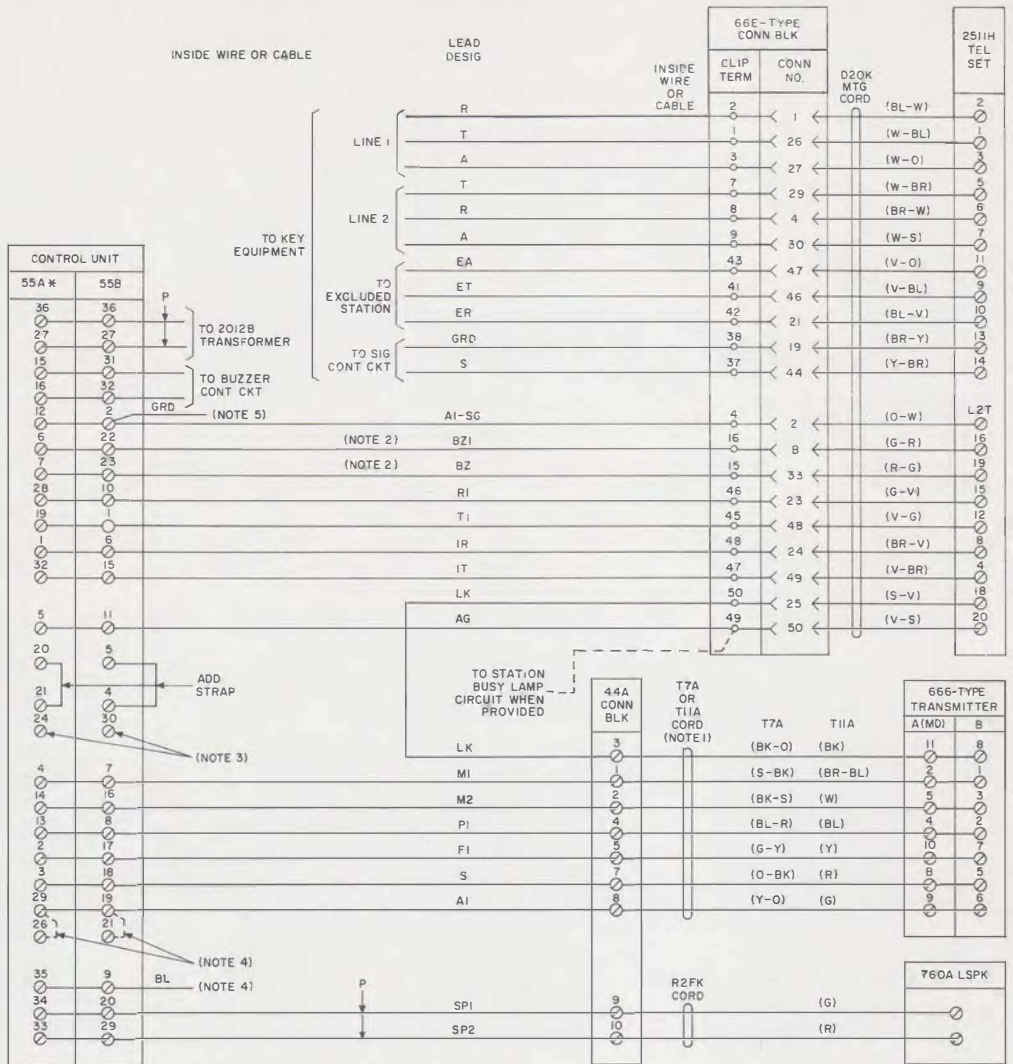 66E-TYPE
CONN BLK
CLIP TERM
CONN NO.
2511H
TEL
SET
INSIDE WIRE OR CABLE
LEAD
DESIG
INSIDE
WIRE
OR
CABLE
D20K
MTG
CORD
TO KEY
EQUIPMENT
LINE 1
R 2 1 (BL-W) 2
T 1 26 (W-BL) 1
A 3 27 (W-O) 3
LINE 2
T 7 29 (W-BR) 5
R 8 4 (BR-W) 6
A 9 30 (W-S) 7
TO
EXCLUDED
STATION
EA 43 47 (V-O) 11
ET 41 46 (V-BL) 9
ER 42 21 (BL-V) 10
TO SIG
CONT CKT
GRD 38 19 (BR-Y) 13
S 37 44 (Y-BR) 14
CONTROL UNIT
55A* 55B
P
36 36
27 27
TO 2012B
TRANSFORMER
15 31
16 32
TO BUZZER
CONT CKT
GRD
(NOTE 5)
12 2 A1-SG 4 2 (O-W) L2T
6 22 (NOTE 2) BZ1 16 8 (G-R) 16
7 23 (NOTE 2) BZ 15 33 (R-G) 19
28 10 R1 46 23 (G-V) 15
19 1 T1 45 48 (V-G) 12
1 6 IR 48 24 (BR-V) 8
32 15 IT 47 49 (V-BR) 4
LK 50 25 (S-V) 18
5 11 AG 49 50 (V-S) 20
20 5
21 4
ADD
STRAP
24 30
(NOTE 3)
TO STATION
BUSY LAMP
CIRCUIT WHEN
PROVIDED
44A
CONN
BLK
T7A
OR
T11A
CORD
(NOTE 1)
T7A T11A
666-TYPE
TRANSMITTER
A(MD) B
LK 3 (BK-O) (BK) 11 8
4 7 M1 1 (S-BK) (BR-BL) 2 1
14 16 M2 2 (BK-S) (W) 5 3
13 8 P1 4 (BL-R) (BL) 4 2
2 17 F1 5 (G-Y) (Y) 10 7
3 18 S 7 (O-BK) (R) 8 5
29 19 A1 8 (Y-O) (G) 9 6
26 21
(NOTE 4)
35 9 BL (NOTE 4)
P
R2FK
CORD
760A LSPK
34 20 SP1 9 (G)
33 29 SP2 10 (R)